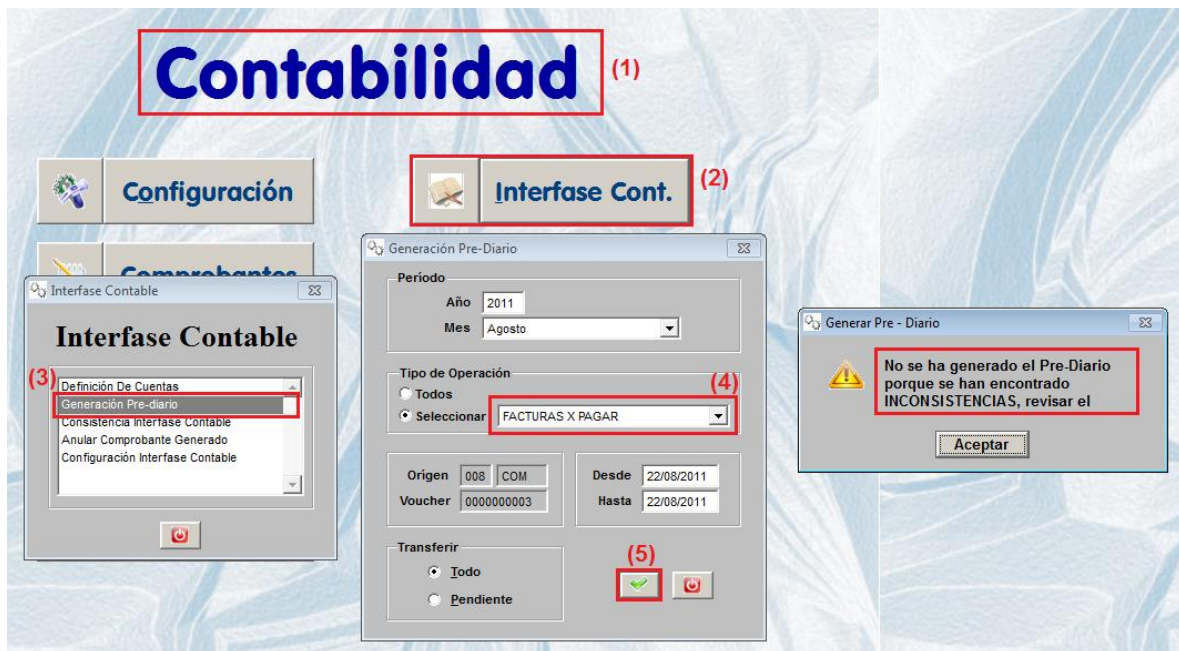 Contabilidad
(1)
Configuración
Interfase Cont.
(2)
Comprobantes
Interfase Contable
Interfase Contable
(3)
Definición De Cuentas
Generación Pre-diario
Consistencia Interfase Contable
Anular Comprobante Generado
Configuración Interfase Contable
Generación Pre-Diario
Período
Año 2011
Mes Agosto
Tipo de Operación
(4)
Todos
Seleccionar FACTURAS X PAGAR
Orígen 008 COM
Voucher 0000000003
Desde 22/08/2011
Hasta 22/08/2011
Transferir
Todo
Pendiente
(5)
Generar Pre - Diario
No se ha generado el Pre-Diario
porque se han encontrado
INCONSISTENCIAS, revisar el
Aceptar